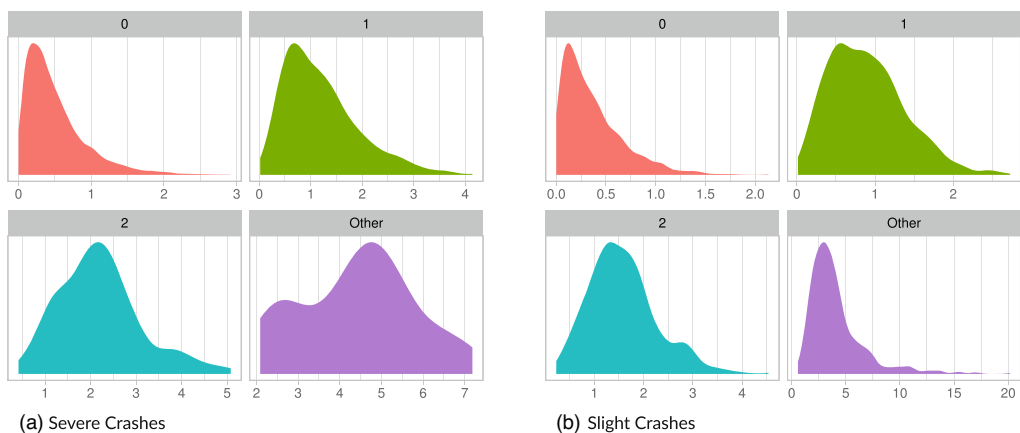 0
1
0 1 2 3
0 1 2 3 4
2
Other
1 2 3 4 5
2 3 4 5 6 7
(a) Severe Crashes
0
1
0.0 0.5 1.0 1.5 2.0
0 1 2
2
Other
1 2 3 4
0 5 10 15 20
(b) Slight Crashes